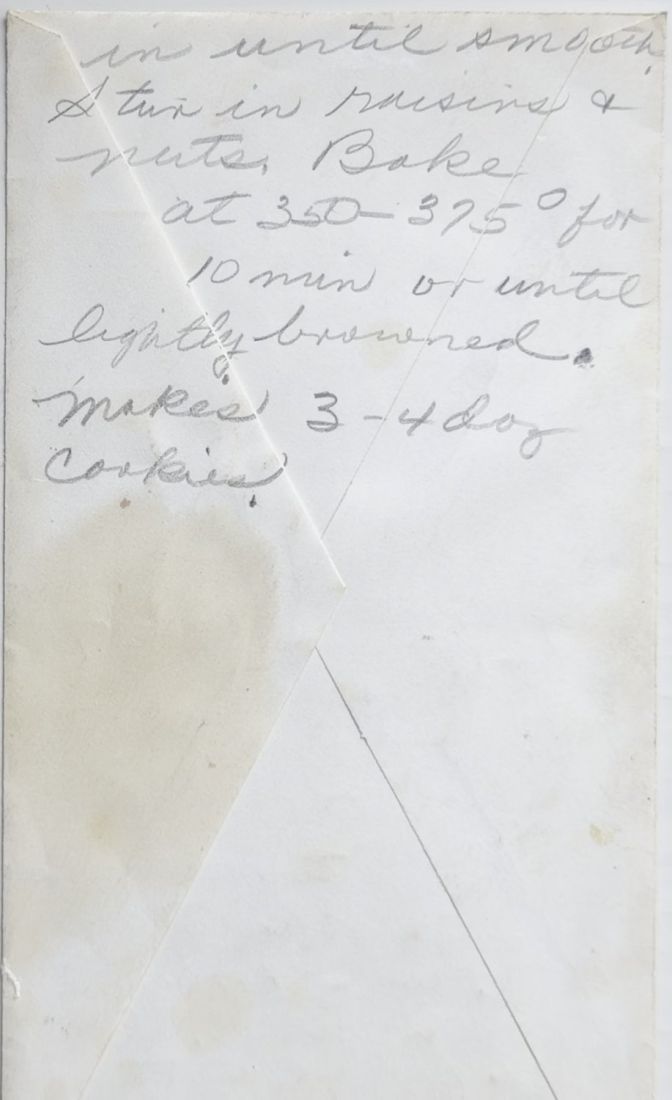 in until smooth.
Stir in raisins &
nuts. Bake
at 350-375° for
10 min or until
lightly browned.
Makes 3-4 doz
Cookies.